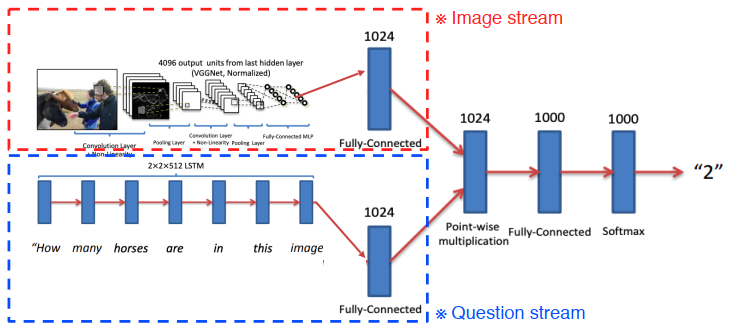 ※ Image stream
1024
4096 output units from last hidden layer
(VGGNet, Normalized)
Convolution Layer
+ Non-Linearity
Pooling Layer
Convolution Layer
+ Non-Linearity
Pooling Layer
Fully-Connected MLP
Fully-Connected
2×2×512 LSTM
"How many horses are in this image
1024
Fully-Connected
1024
Point-wise
multiplication
1000
Fully-Connected
1000
Softmax
"2"
※ Question stream